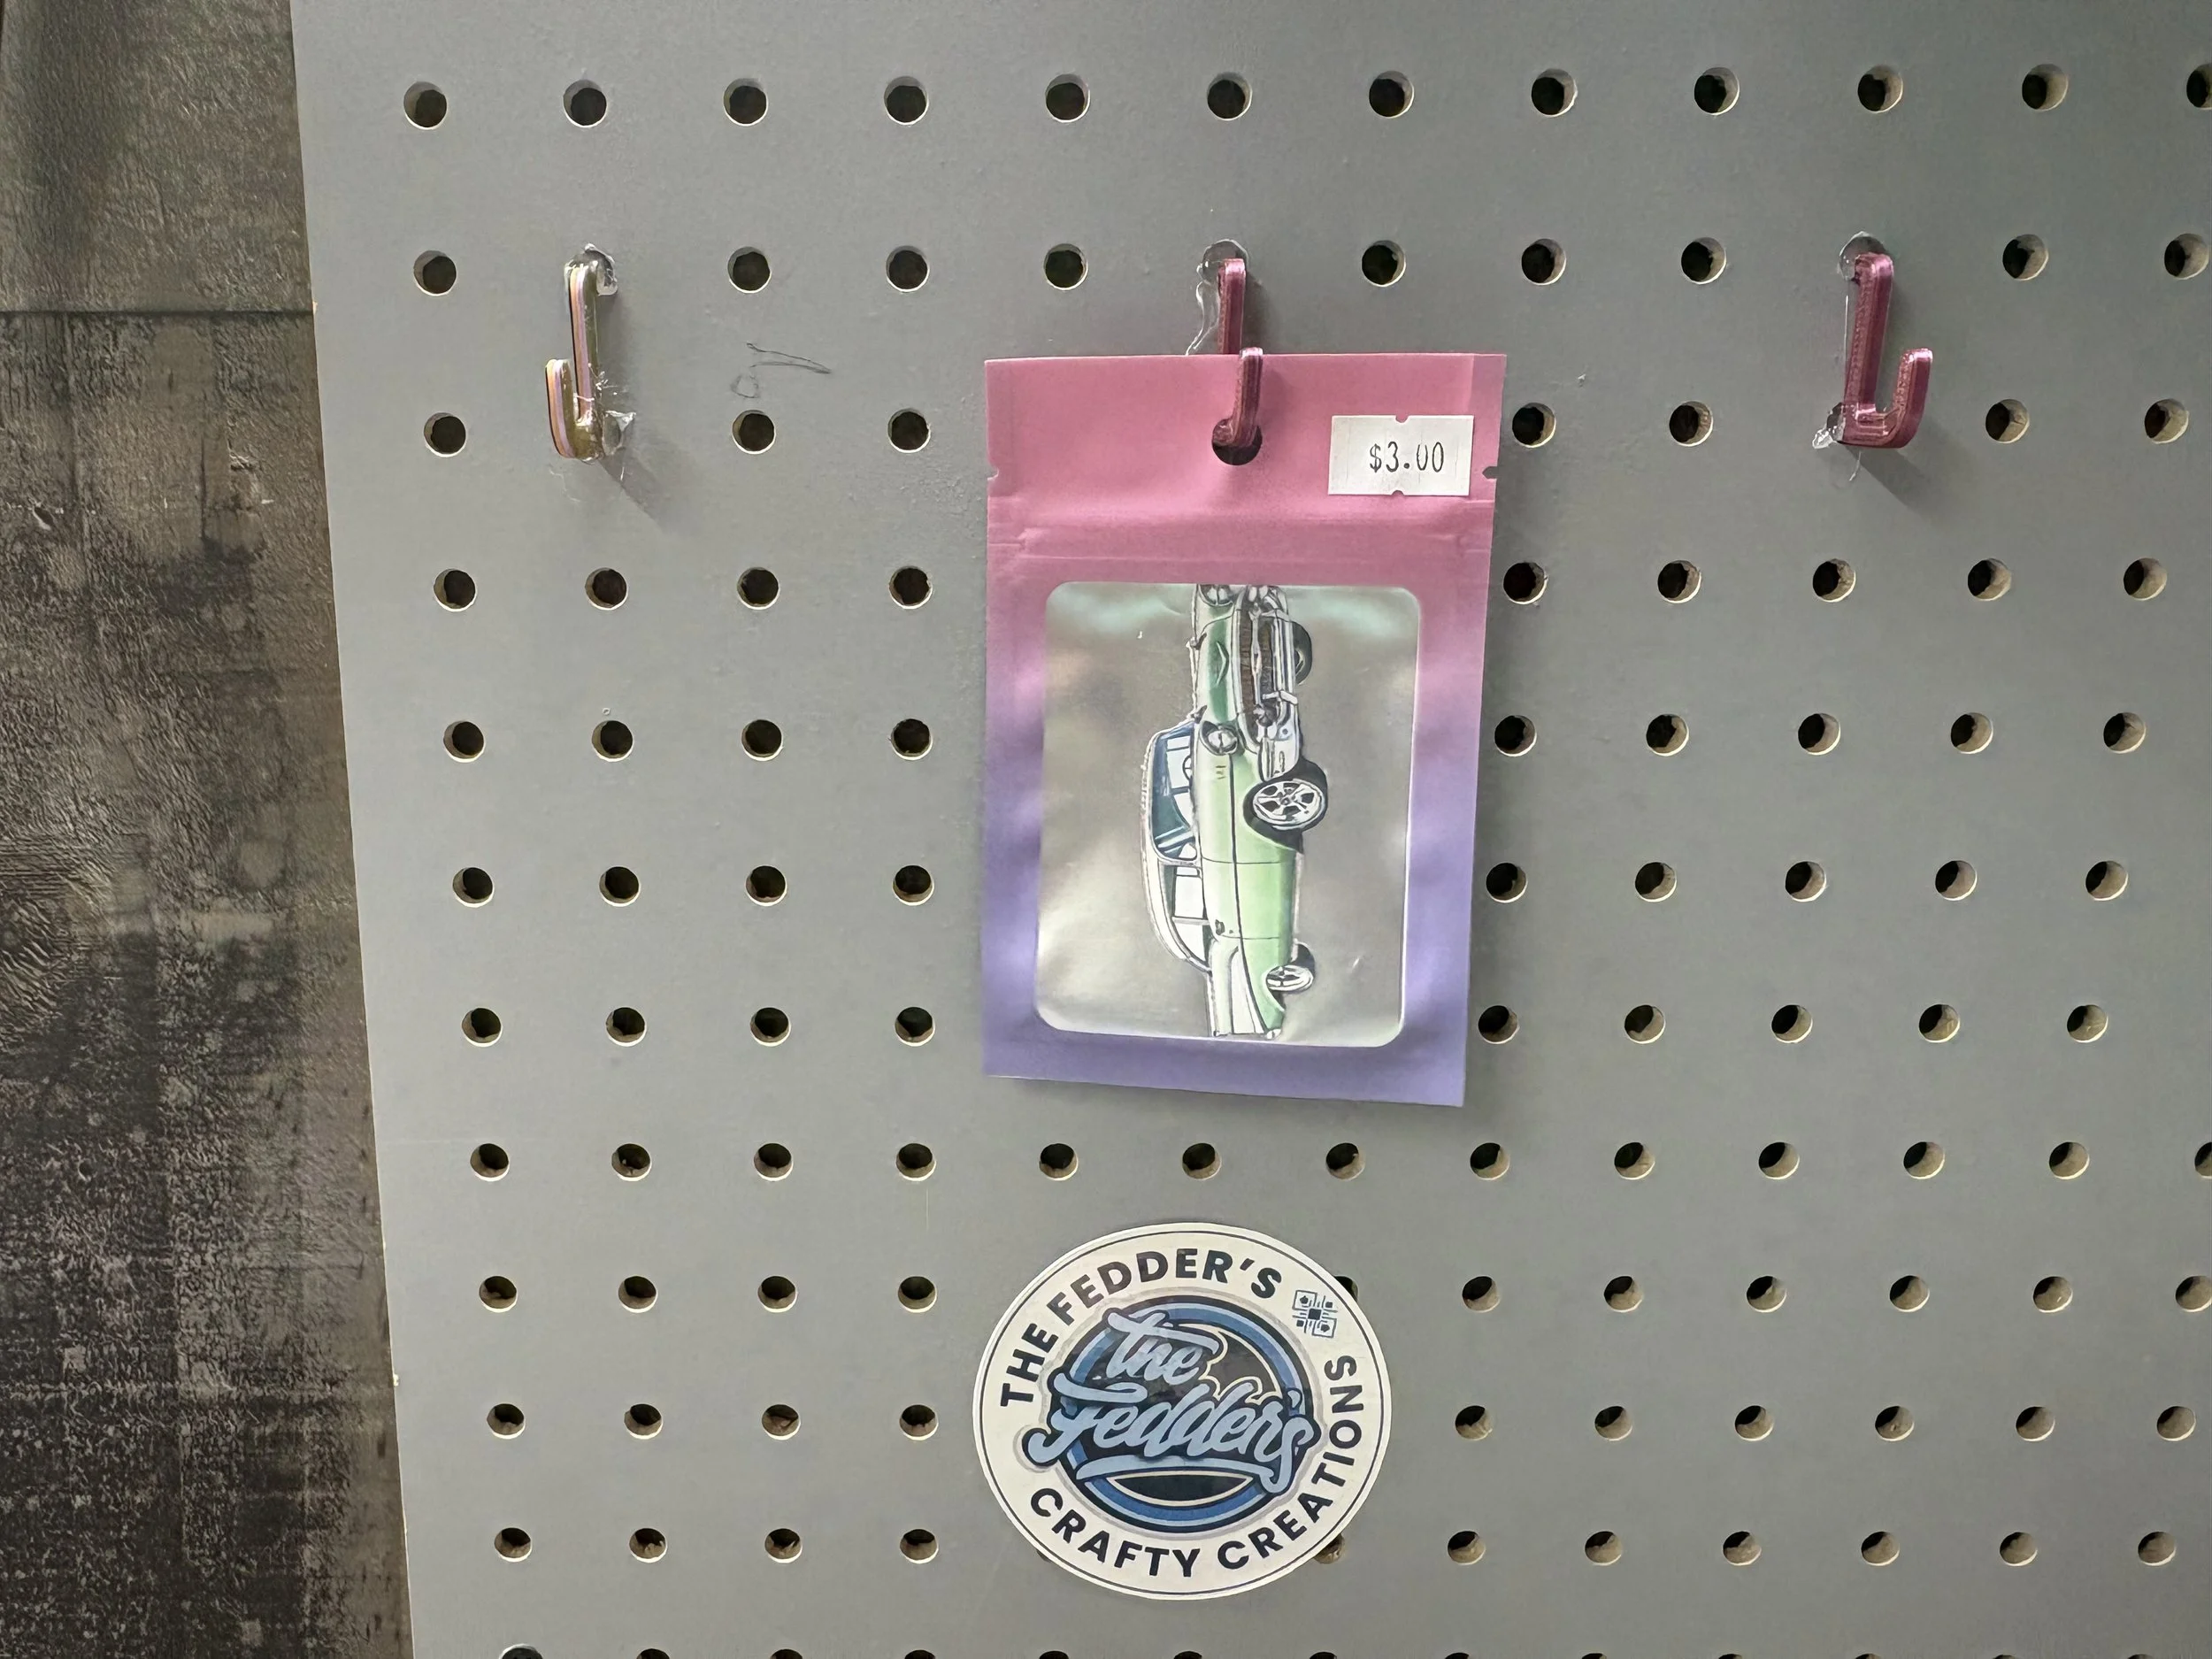 $3.00
THE FEDDER'S
the
Fedder's
CRAFTY CREATIONS